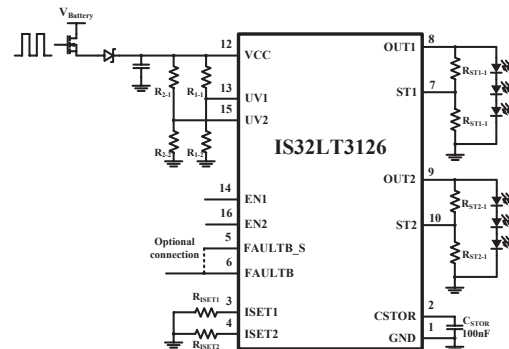 VBattery
12 VCC
R2-1
R1-1
13 UV1
15 UV2
R2-2
R1-2
14 EN1
16 EN2
Optional
connection
5 FAULTB_S
6 FAULTB
RISET1
3 ISET1
4 ISET2
RISET2
IS32LT3126
OUT1 8
RST1-1
ST1 7
RST1-1
OUT2 9
RST2-1
ST2 10
RST2-1
CSTOR 2
CSTOR
100nF
GND 1